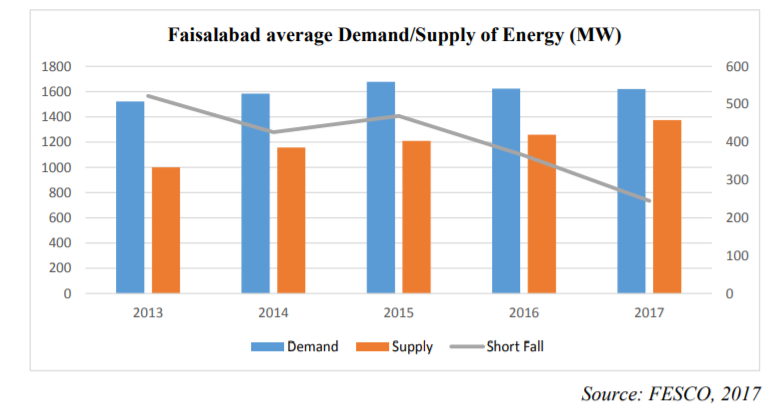 Faisalabad average Demand/Supply of Energy (MW)
1800 600
1600 500
1400
1200 400
1000 300
800
600 200
400 100
200
0 0
2013 2014 2015 2016 2017
Demand Supply Short Fall
Source: FESCO, 2017